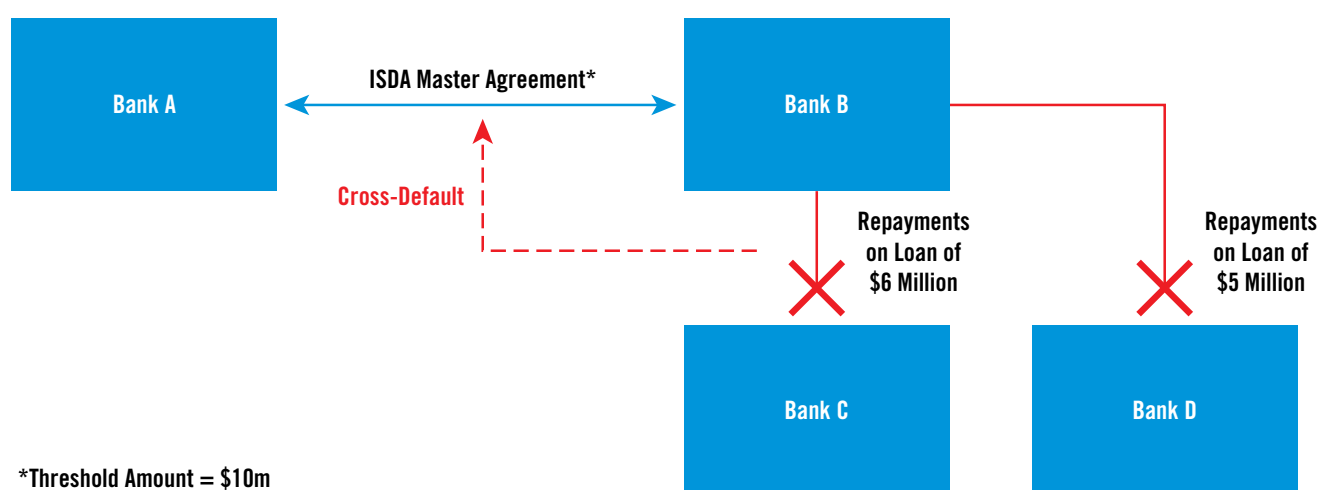 ISDA Master Agreement*
Bank A
Bank B
Cross-Default
Repayments
on Loan of
$6 Million
Repayments
on Loan of
$5 Million
Bank C
Bank D
*Threshold Amount = $10m